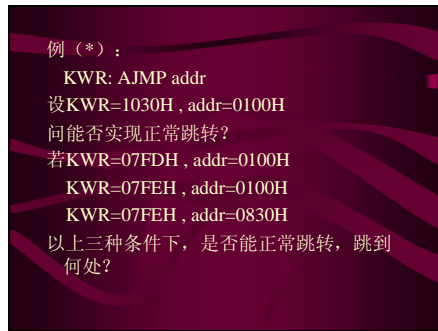 例（*）：
KWR: AJMP addr
设KWR=1030H , addr=0100H
问能否实现正常跳转？
若KWR=07FDH , addr=0100H
KWR=07FEH , addr=0100H
KWR=07FEH , addr=0830H
以上三种条件下，是否能正常跳转，跳到
何处？